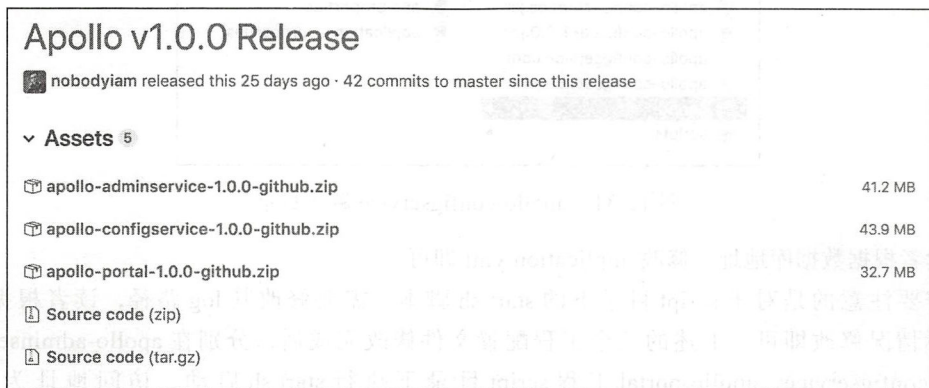 Apollo v1.0.0 Release
nobodyiam released this 25 days ago · 42 commits to master since this release
Assets 5
apollo-adminservice-1.0.0-github.zip 41.2 MB
apollo-configservice-1.0.0-github.zip 43.9 MB
apollo-portal-1.0.0-github.zip 32.7 MB
Source code (zip)
Source code (tar.gz)